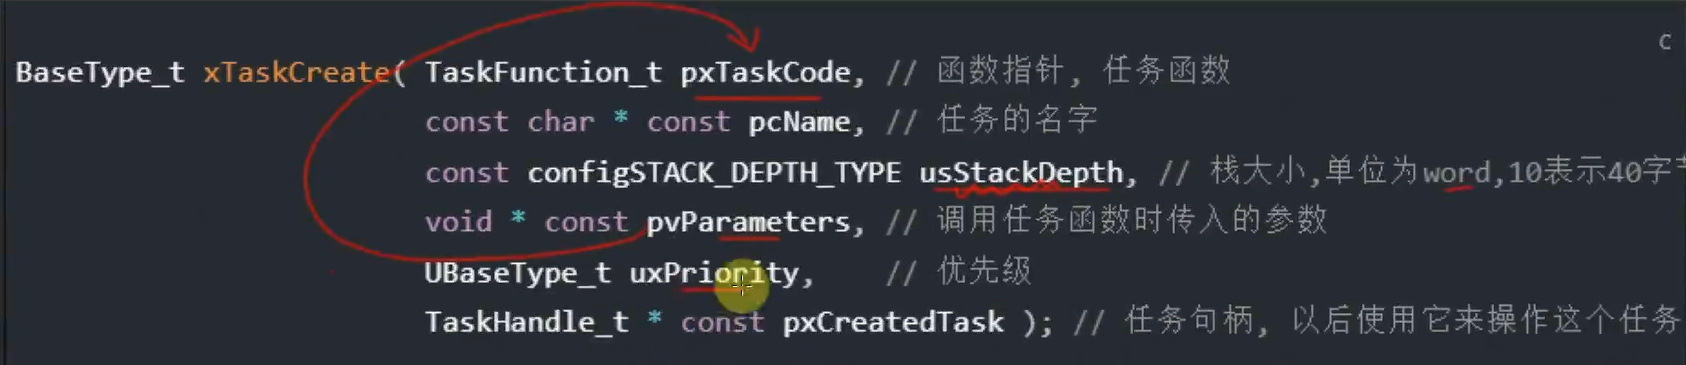 C
BaseType_t xTaskCreate( TaskFunction_t pxTaskCode, // 函数指针, 任务函数
const char * const pcName, // 任务的名字
const configSTACK_DEPTH_TYPE usStackDepth, // 栈大小,单位为word,10表示40字节
void * const pvParameters, // 调用任务函数时传入的参数
UBaseType_t uxPriority, // 优先级
TaskHandle_t * const pxCreatedTask ); // 任务句柄, 以后使用它来操作这个任务